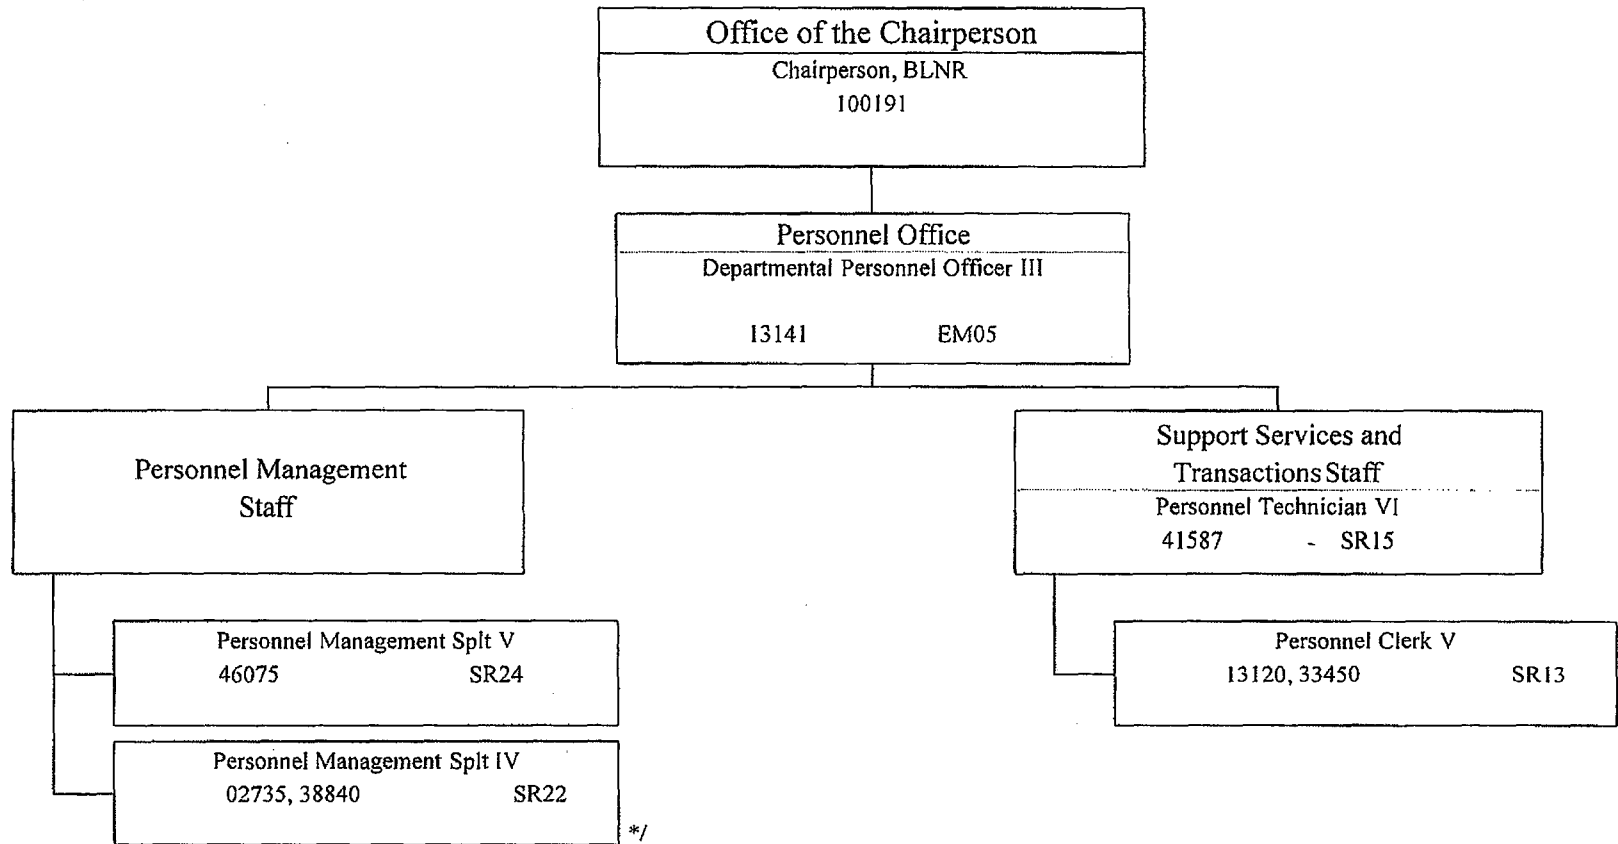 Office of the Chairperson
Chairperson, BLNR
100191
Personnel Office
Departmental Personnel Officer III
13141 EM05
Personnel Management
Staff
Personnel Management Splt V
46075 SR24
Personnel Management Splt IV
02735, 38840 SR22
*/
Support Services and
Transactions Staff
Personnel Technician VI
41587 - SR15
Personnel Clerk V
13120, 33450 SR13